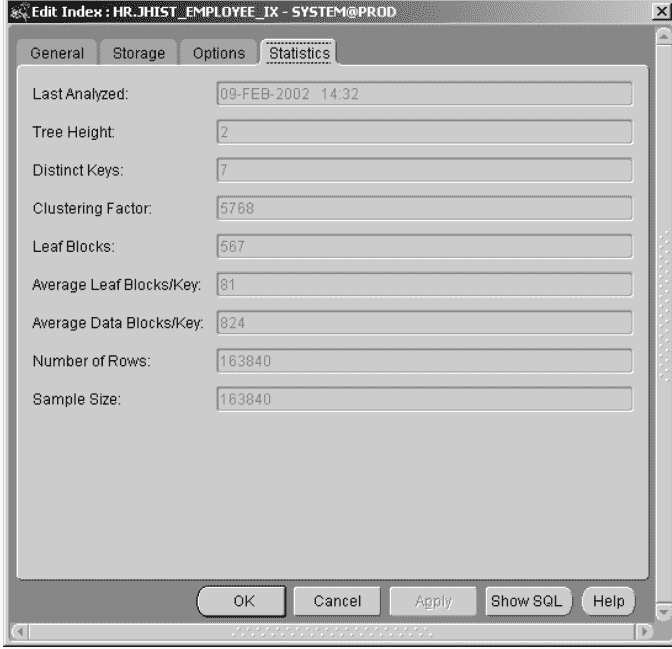 Edit Index : HR.JHIST_EMPLOYEE_IX - SYSTEM@PROD
General Storage Options Statistics
Last Analyzed: 09-FEB-2002 14:32
Tree Height: 2
Distinct Keys: 7
Clustering Factor: 5768
Leaf Blocks: 567
Average Leaf Blocks/Key: 81
Average Data Blocks/Key: 824
Number of Rows: 163840
Sample Size: 163840
OK Cancel Apply Show SQL Help